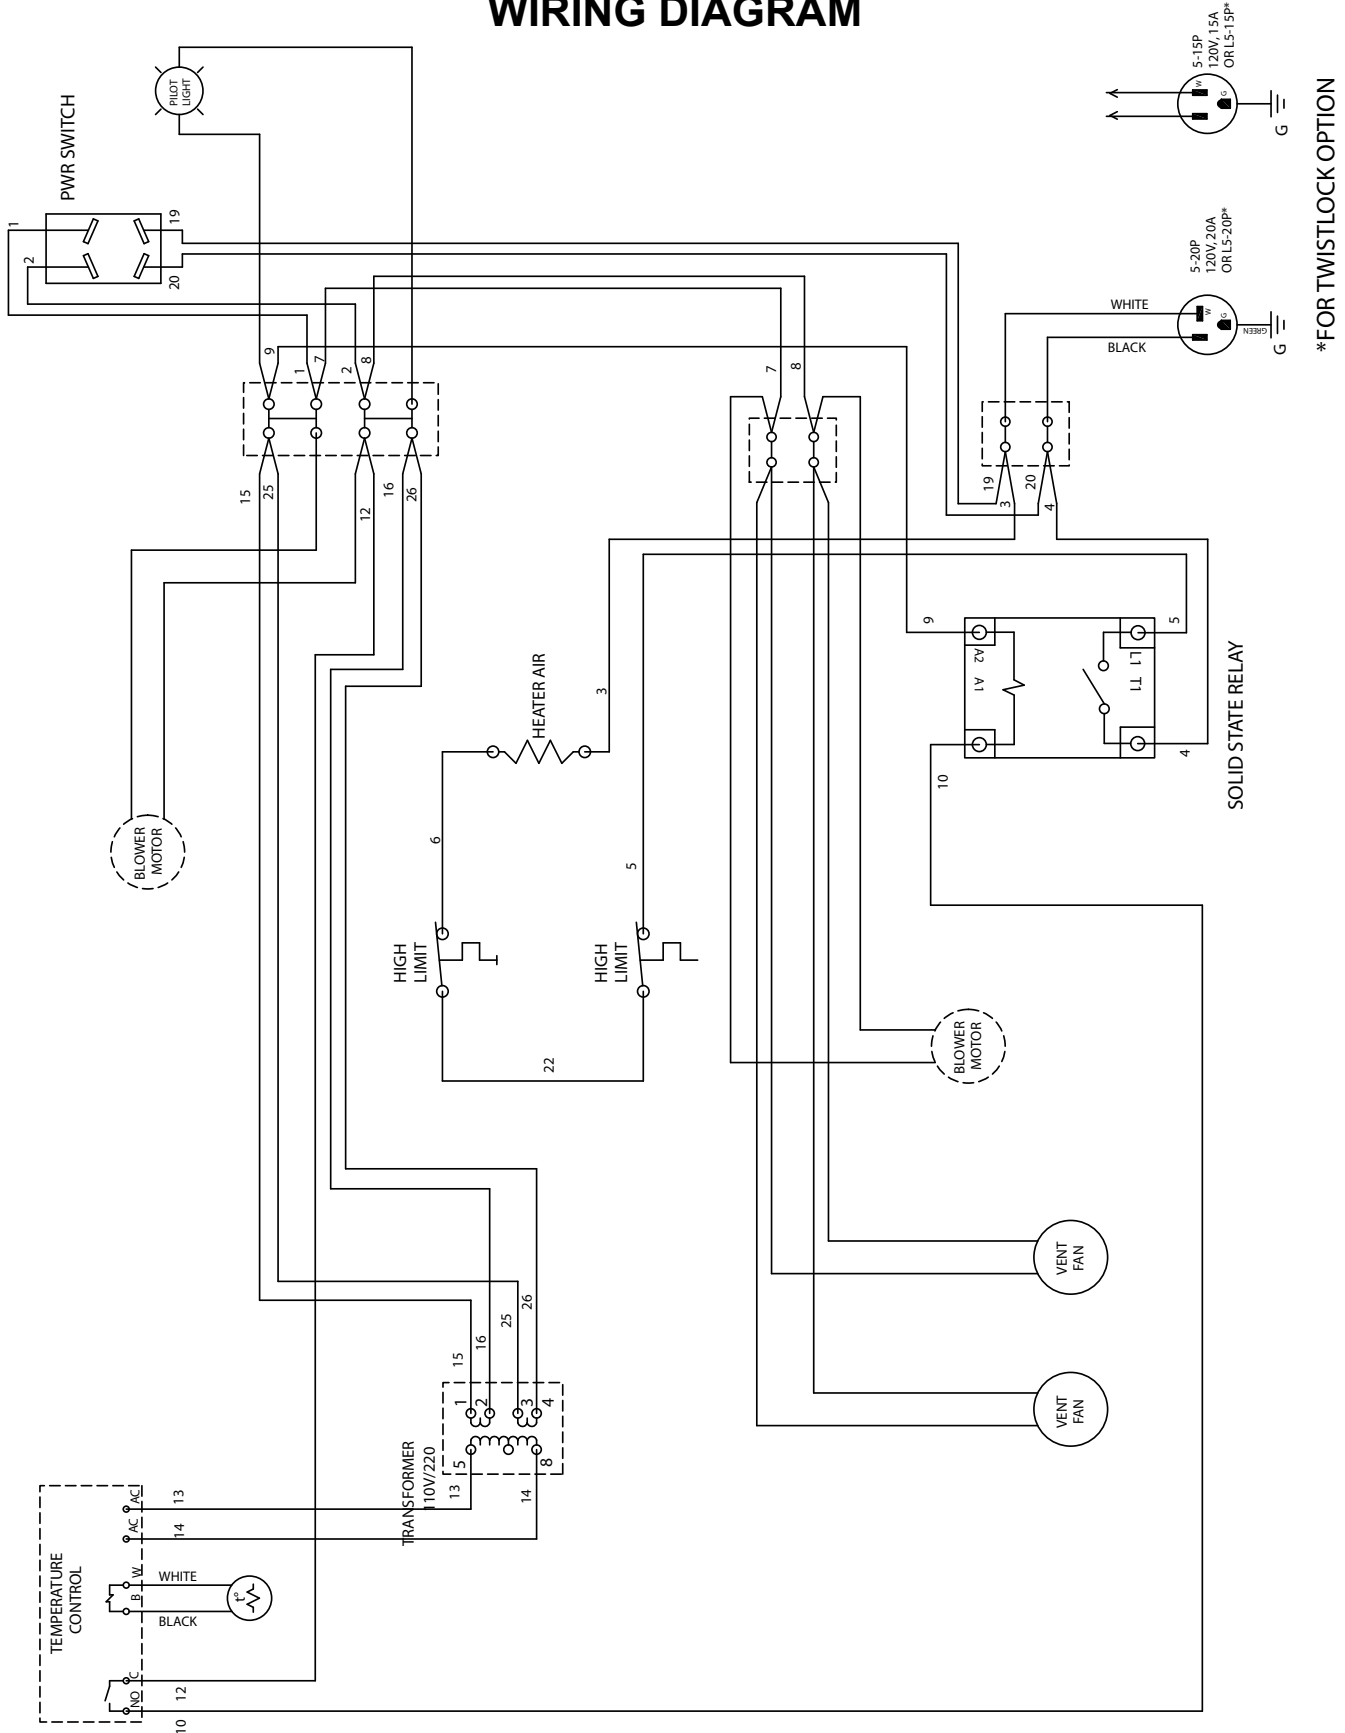 WIRING DIAGRAM
PILOT
LIGHT
PWR SWITCH
1
2
19
20
9
1
7
2
8
15
25
12
16
26
BLOWER
MOTOR
5-15P
120V, 15A
OR L5-15P*
W
G
G
5-20P
120V, 20A
OR L5-20P*
W
G
GREEN
G
WHITE
BLACK
*FOR TWISTLOCK OPTION
7
8
19
20
3
4
HEATER AIR
3
6
HIGH
LIMIT
HIGH
LIMIT
5
22
9
A2 A1
L1 T1
5
10
4
SOLID STATE RELAY
BLOWER
MOTOR
VENT
FAN
VENT
FAN
15
16
25
26
1
2
3
4
5
8
TRANSFORMER
110V/220
13
14
TEMPERATURE
CONTROL
AC
13
AC
14
W
WHITE
B
BLACK
t°
C
12
NO
10